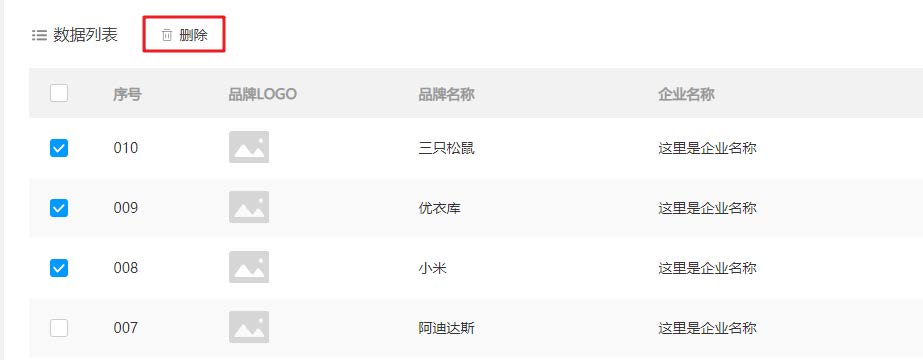 数据列表 删除
序号 品牌LOGO 品牌名称 企业名称
010 三只松鼠 这里是企业名称
009 优衣库 这里是企业名称
008 小米 这里是企业名称
007 阿迪达斯 这里是企业名称